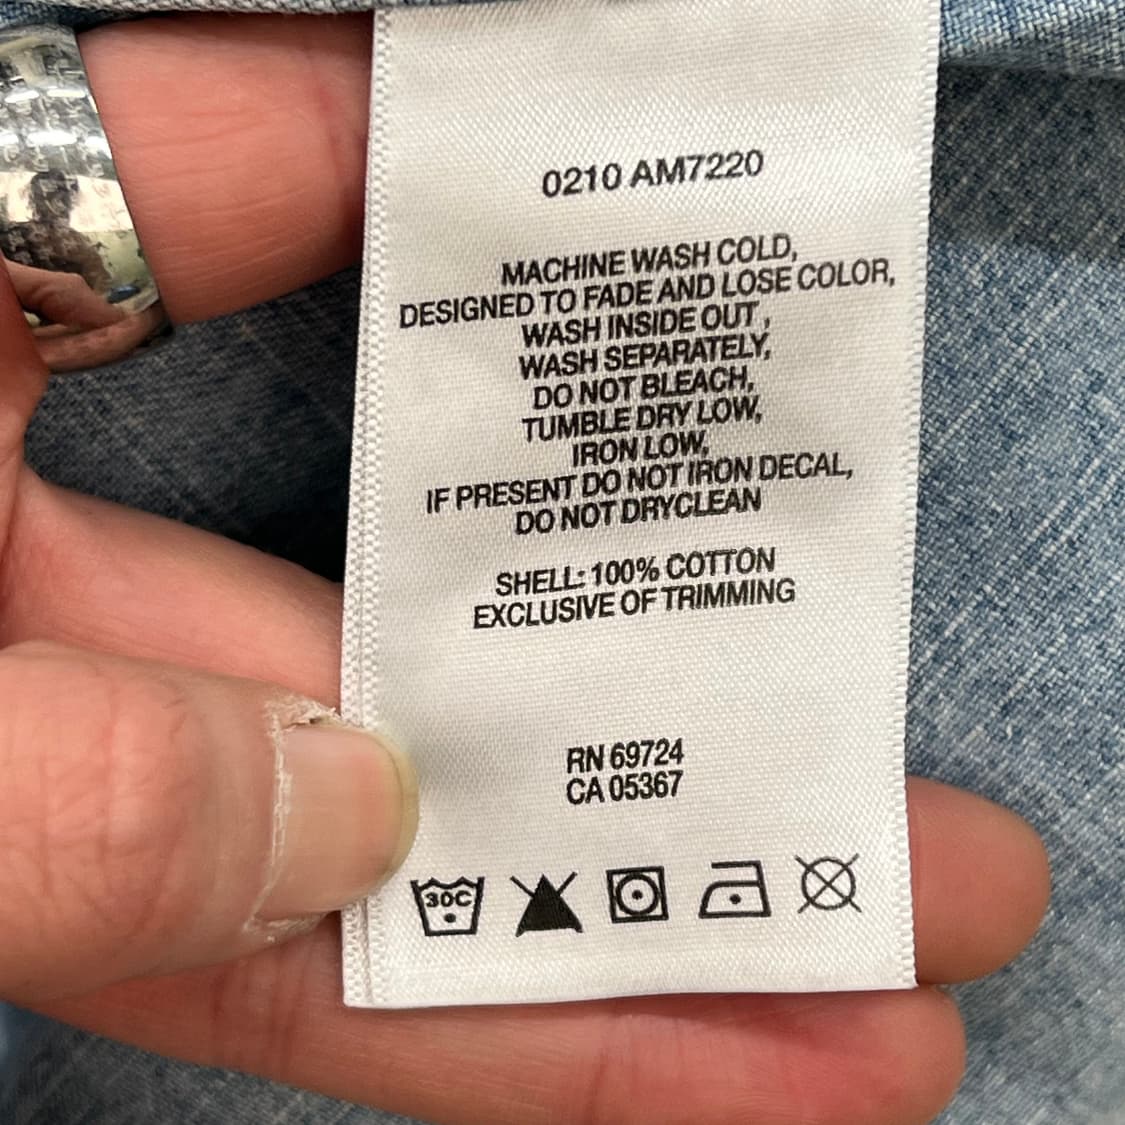 0210 AM7220
MACHINE WASH COLD,
DESIGNED TO FADE AND LOSE COLOR,
WASH INSIDE OUT ,
WASH SEPARATELY,
DO NOT BLEACH,
TUMBLE DRY LOW,
IRON LOW,
IF PRESENT DO NOT IRON DECAL,
DO NOT DRYCLEAN
SHELL: 100% COTTON
EXCLUSIVE OF TRIMMING
RN 69724
CA 05367
30C